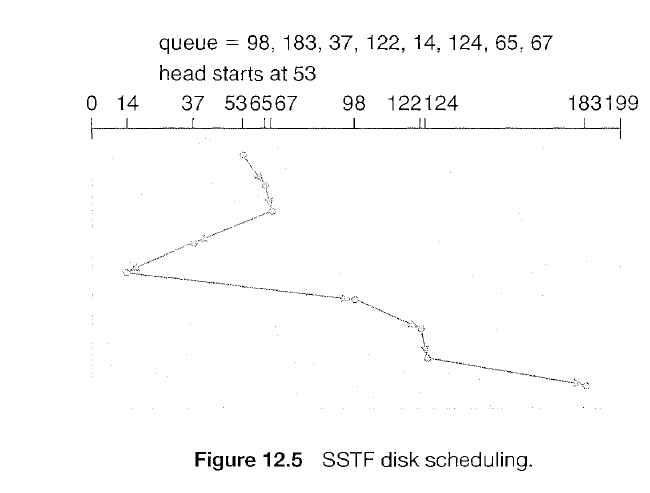 queue = 98, 183, 37, 122, 14, 124, 65, 67
head starts at 53
0 14 37 536567 98 122124 183199
Figure 12.5 SSTF disk scheduling.